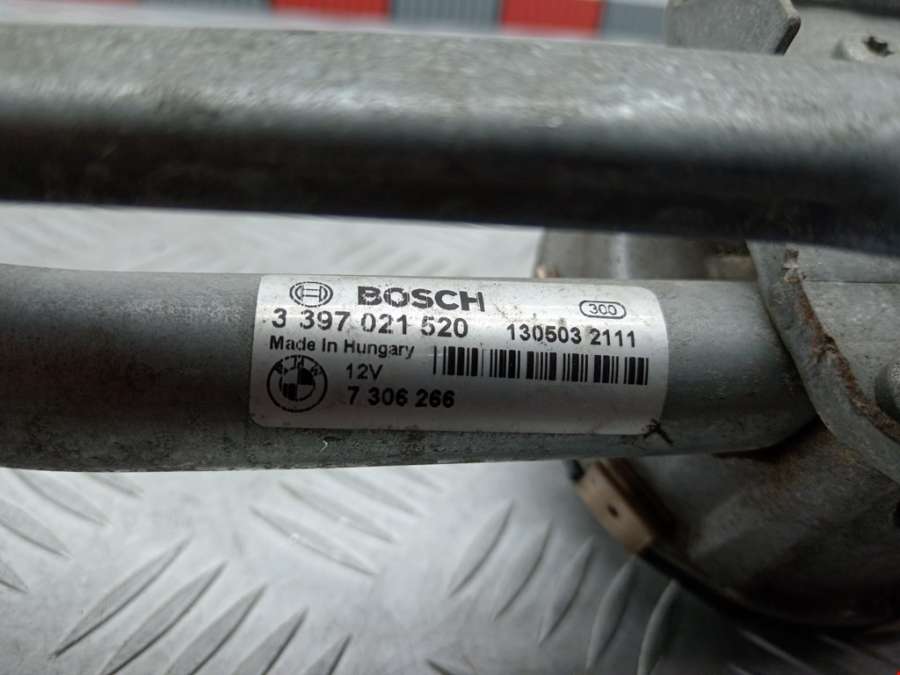 BOSCH
300
3 397 021 520
130503 2111
Made in Hungary
12V
7 306 266